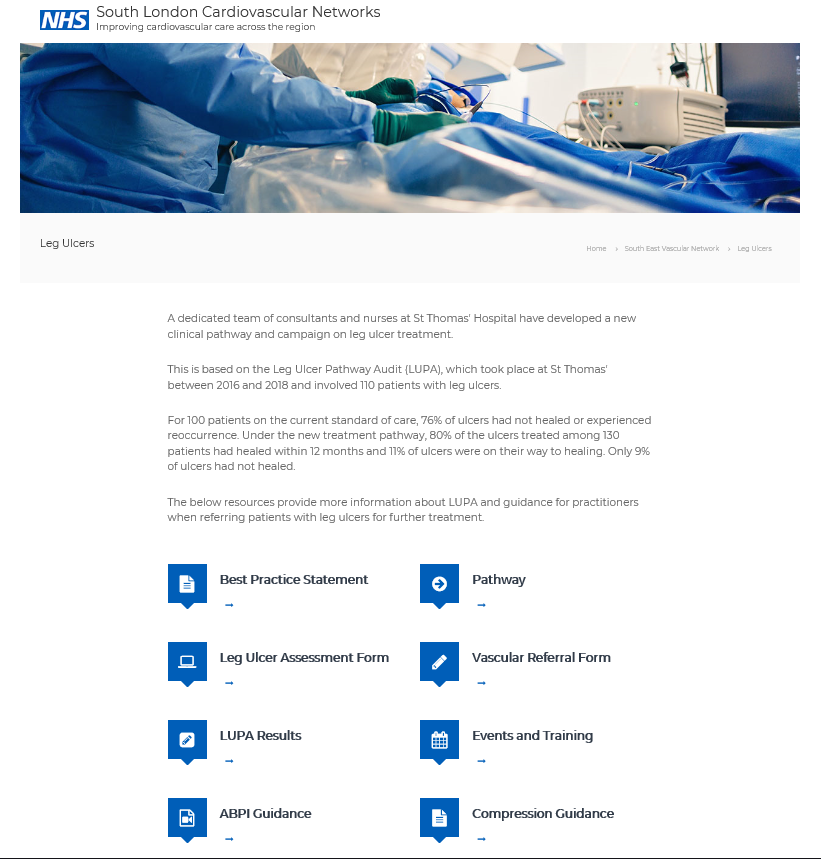 NHS South London Cardiovascular Networks
Improving cardiovascular care across the region
Leg Ulcers
Home › South East Vascular Network › Leg Ulcers
A dedicated team of consultants and nurses at St Thomas' Hospital have developed a new
clinical pathway and campaign on leg ulcer treatment.
This is based on the Leg Ulcer Pathway Audit (LUPA), which took place at St Thomas'
between 2016 and 2018 and involved 110 patients with leg ulcers.
For 100 patients on the current standard of care, 76% of ulcers had not healed or experienced
reoccurrence. Under the new treatment pathway, 80% of the ulcers treated among 130
patients had healed within 12 months and 11% of ulcers were on their way to healing. Only 9%
of ulcers had not healed.
The below resources provide more information about LUPA and guidance for practitioners
when referring patients with leg ulcers for further treatment.
Best Practice Statement
→
Pathway
→
Leg Ulcer Assessment Form
→
Vascular Referral Form
→
LUPA Results
→
Events and Training
→
ABPI Guidance
→
Compression Guidance
→